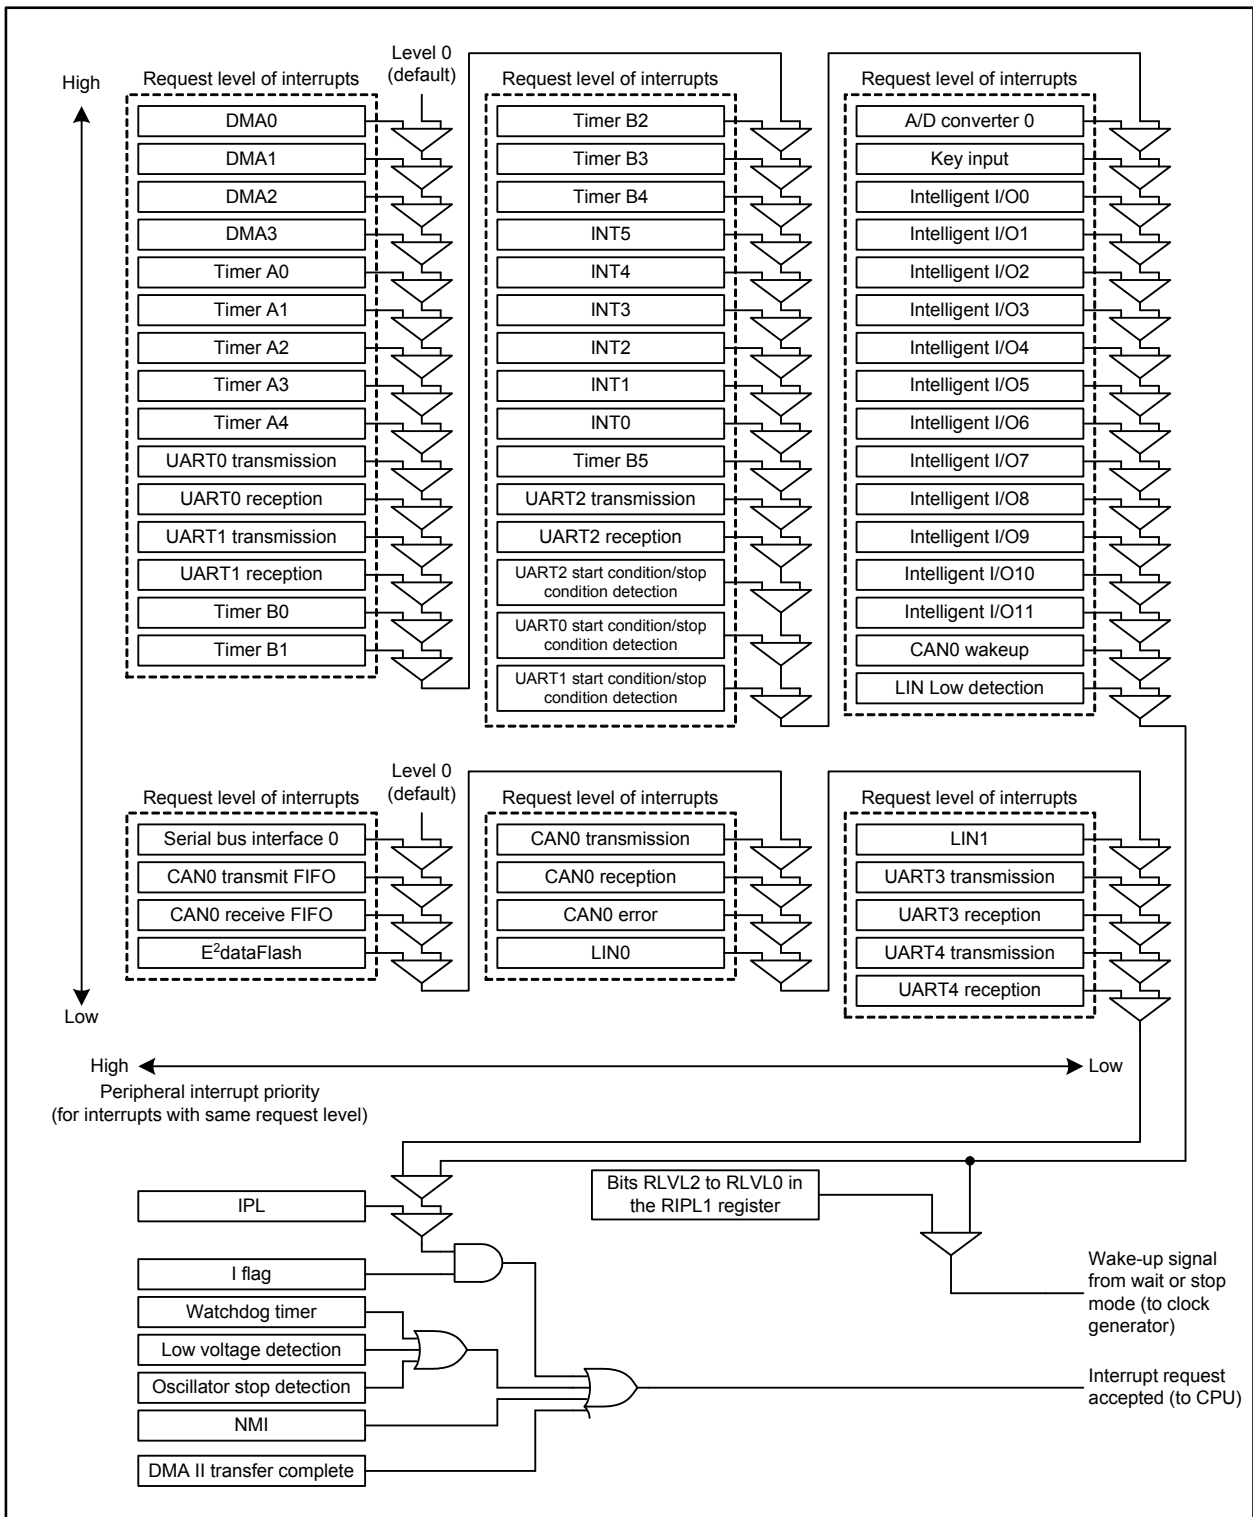 High
Level 0
(default)
Request level of interrupts
DMA0
DMA1
DMA2
DMA3
Timer A0
Timer A1
Timer A2
Timer A3
Timer A4
UART0 transmission
UART0 reception
UART1 transmission
UART1 reception
Timer B0
Timer B1
Request level of interrupts
Timer B2
Timer B3
Timer B4
INT5
INT4
INT3
INT2
INT1
INT0
Timer B5
UART2 transmission
UART2 reception
UART2 start condition/stop
condition detection
UART0 start condition/stop
condition detection
UART1 start condition/stop
condition detection
Request level of interrupts
A/D converter 0
Key input
Intelligent I/O0
Intelligent I/O1
Intelligent I/O2
Intelligent I/O3
Intelligent I/O4
Intelligent I/O5
Intelligent I/O6
Intelligent I/O7
Intelligent I/O8
Intelligent I/O9
Intelligent I/O10
Intelligent I/O11
CAN0 wakeup
LIN Low detection
Level 0
(default)
Request level of interrupts
Serial bus interface 0
CAN0 transmit FIFO
CAN0 receive FIFO
E²dataFlash
Request level of interrupts
CAN0 transmission
CAN0 reception
CAN0 error
LIN0
Request level of interrupts
LIN1
UART3 transmission
UART3 reception
UART4 transmission
UART4 reception
Low
High
Low
Peripheral interrupt priority
(for interrupts with same request level)
Bits RLVL2 to RLVL0 in
the RIPL1 register
IPL
I flag
Watchdog timer
Low voltage detection
Oscillator stop detection
NMI
DMA II transfer complete
Wake-up signal
from wait or stop
mode (to clock
generator)
Interrupt request
accepted (to CPU)